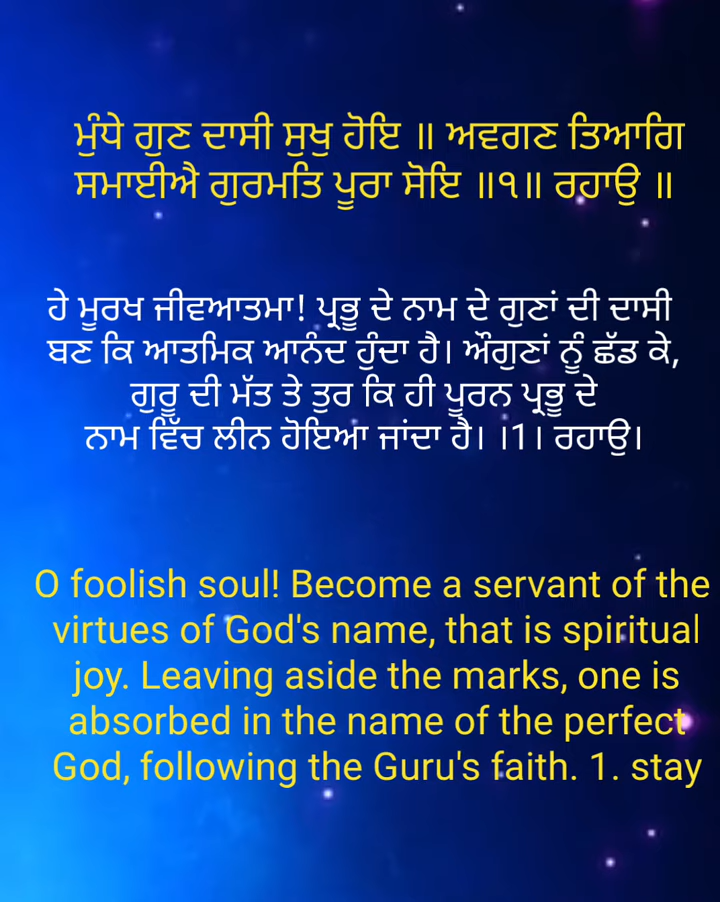 ਮੁੰਧੇ ਗੁਣ ਦਾਸੀ ਸੁਖੁ ਹੋਇ ॥ ਅਵਗਣ ਤਿਆਗਿ
ਸਮਾਈਐ ਗੁਰਮਤਿ ਪੂਰਾ ਸੋਇ ॥੧॥ ਰਹਾਉ ॥
ਹੇ ਮੂਰਖ ਜੀਵਆਤਮਾ! ਪ੍ਰਭੂ ਦੇ ਨਾਮ ਦੇ ਗੁਣਾਂ ਦੀ ਦਾਸੀ
ਬਣ ਕਿ ਆਤਮਿਕ ਆਨੰਦ ਹੁੰਦਾ ਹੈ। ਔਗੁਣਾਂ ਨੂੰ ਛੱਡ ਕੇ,
ਗੁਰੂ ਦੀ ਮੱਤ ਤੇ ਤੁਰ ਕਿ ਹੀ ਪੂਰਨ ਪ੍ਰਭੂ ਦੇ
ਨਾਮ ਵਿੱਚ ਲੀਨ ਹੋਇਆ ਜਾਂਦਾ ਹੈ। ।1। ਰਹਾਉ।
O foolish soul! Become a servant of the
virtues of God's name, that is spiritual
joy. Leaving aside the marks, one is
absorbed in the name of the perfect
God, following the Guru's faith. 1. stay